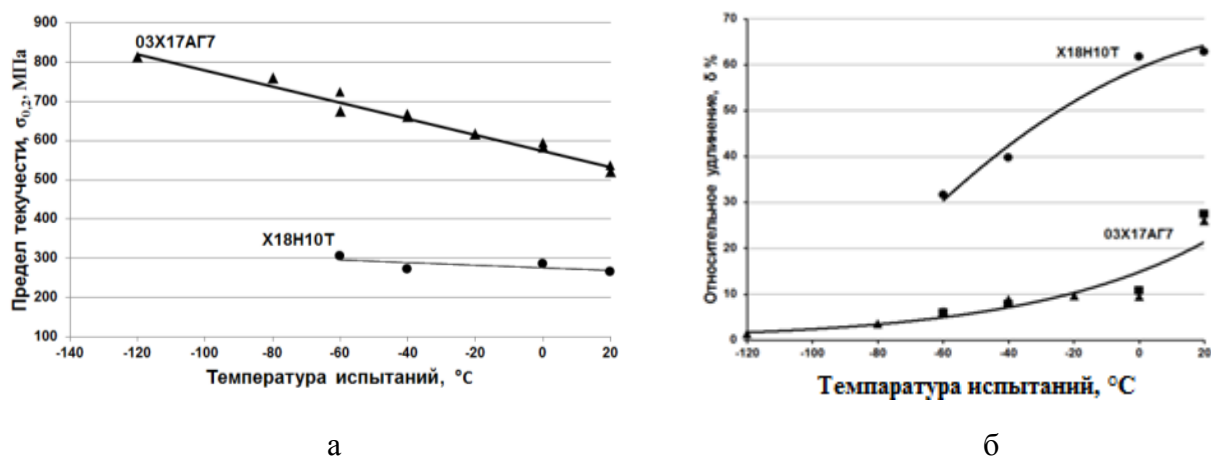 900
800
700
600
500
400
300
200
100
Предел текучести, σ0,2, МПа
03Х17АГ7
Х18Н10Т
-140 -120 -100 -80 -60 -40 -20 0 20
Температура испытаний, °С
а
70
60
50
40
30
20
10
0
Относительное удлинение, δ %
Х18Н10Т
03Х17АГ7
-120 -80 -60 -40 -20 0 20
Темпаратура испытаний, °С
б